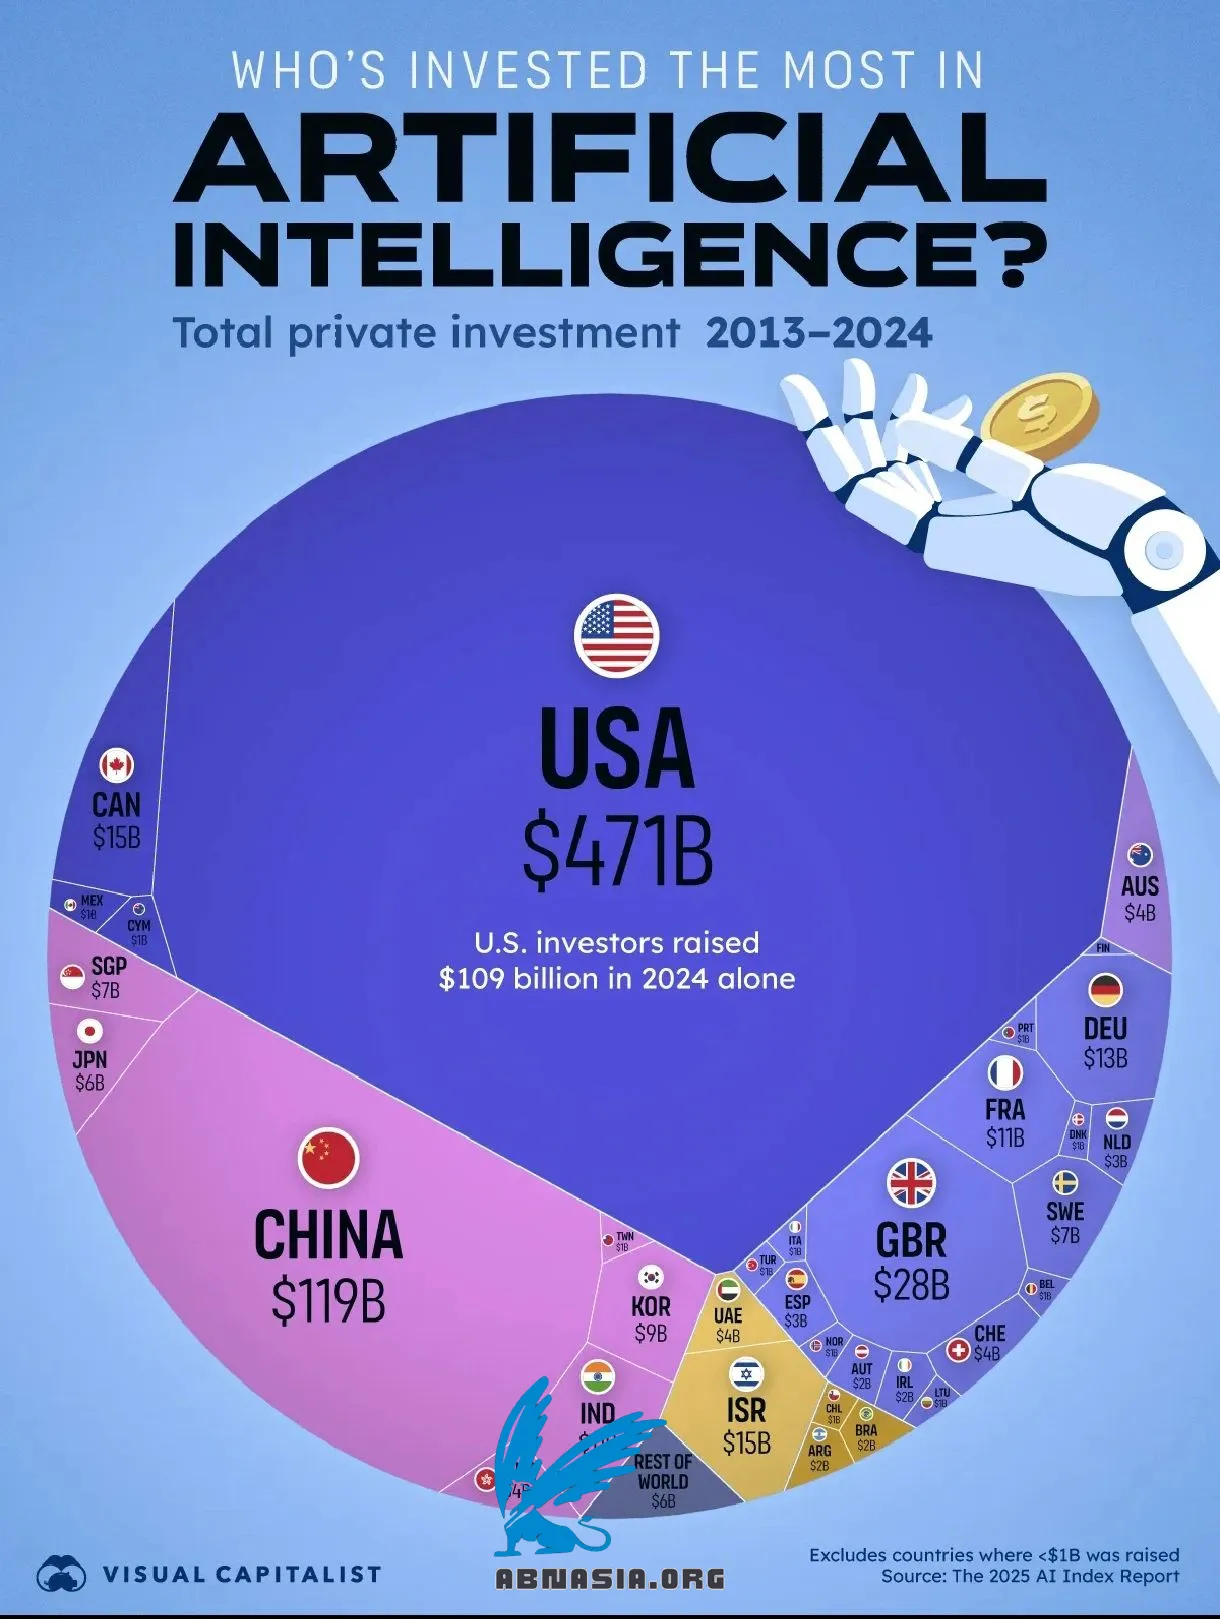 WHO'S INVESTED THE MOST IN
ARTIFICIAL
INTELLIGENCE?
Total private investment 2013–2024
USA
$471B
U.S. investors raised
$109 billion in 2024 alone
CAN
$15B
MEX
$1B
CYM
$1B
SGP
$7B
JPN
$6B
CHINA
$119B
TWN
$1B
KOR
$9B
IND
REST OF
WORLD
$6B
UAE
$4B
ISR
$15B
CHL
$1B
BRA
$2B
ARG
$2B
AUS
$4B
FIN
DEU
$13B
PRT
$1B
FRA
$11B
DNK
$1B
NLD
$3B
GBR
$28B
SWE
$7B
BEL
$1B
CHE
$4B
ITA
$1B
TUR
$1B
ESP
$3B
NOR
$1B
AUT
$2B
IRL
$2B
LTU
$1B
VISUAL CAPITALIST
ABNASIA.ORG
Excludes countries where <$1B was raised
Source: The 2025 AI Index Report